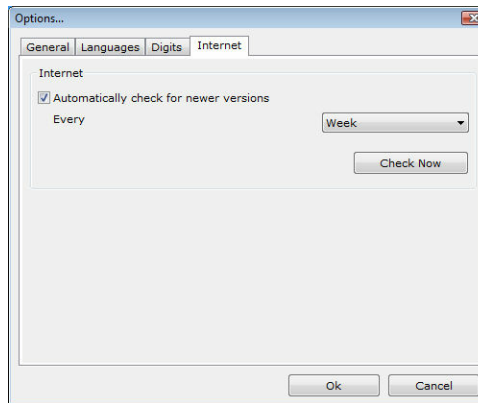 Options...
General Languages Digits Internet
Internet
Automatically check for newer versions
Every Week
Check Now
Ok Cancel